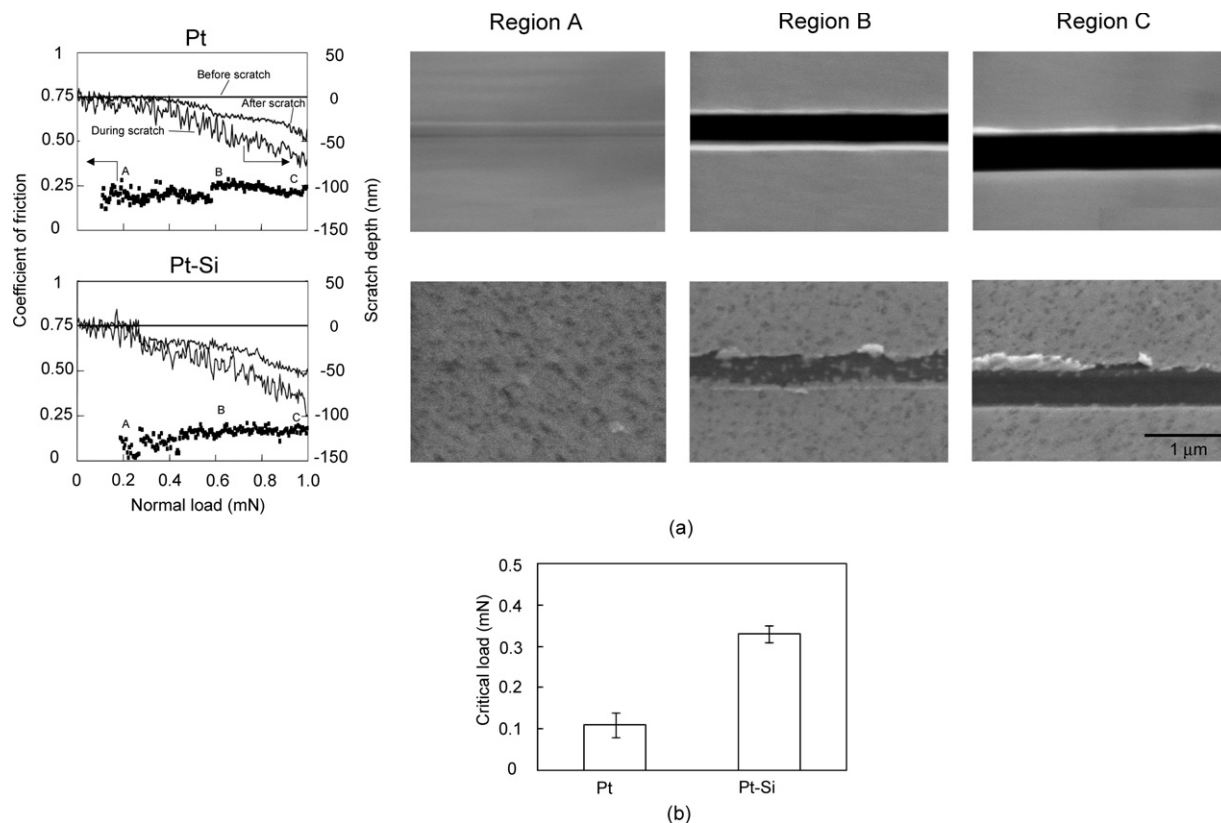 Region A
Region B
Region C
Pt
1
0.75
0.50
0.25
0
50
0
-50
-100
-150
Before scratch
After scratch
During scratch
A
B
C
Pt-Si
1
0.75
0.50
0.25
0
50
0
-50
-100
-150
A
B
C
0
0.2
0.4
0.6
0.8
1.0
Coefficient of friction
Scratch depth (nm)
Normal load (mN)
1 μm
(a)
0.5
0.4
0.3
0.2
0.1
0
Critical load (mN)
Pt
Pt-Si
(b)